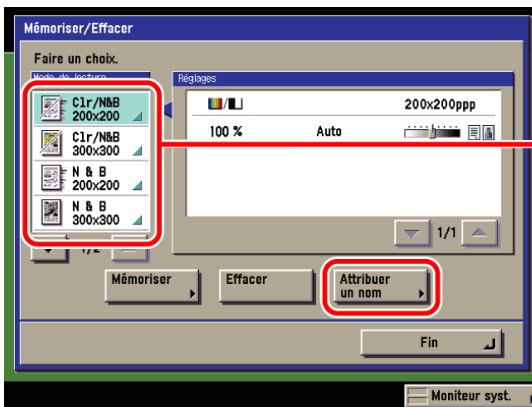 Mémoriser/Effacer
Faire un choix.
Mode de lecture
Réglages
Clr/N&B
200x200
200x200ppp
Clr/N&B
300x300
100 %
Auto
N & B
200x200
N & B
300x300
1/2
1/1
Mémoriser
Effacer
Attribuer
un nom
Fin
Moniteur syst.